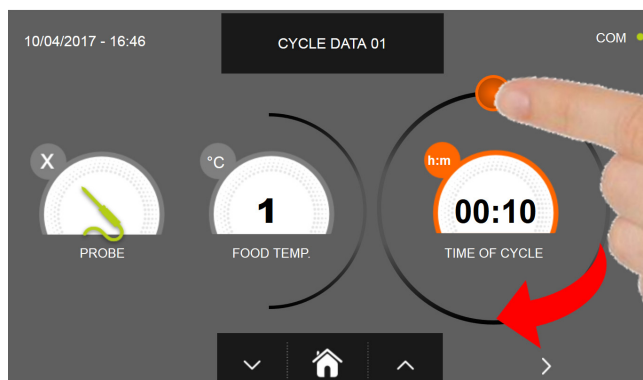 10/04/2017 - 16:46
CYCLE DATA 01
COM
X
°C
h:m
1
00:10
PROBE
FOOD TEMP.
TIME OF CYCLE